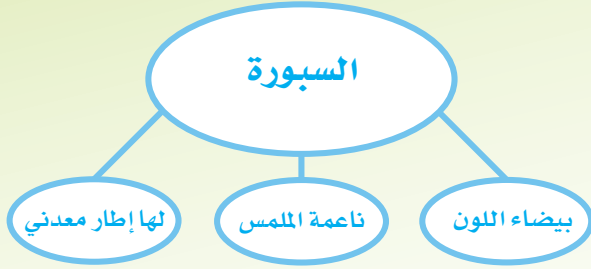 السبورة
بيضاء اللون
ناعمة الملمس
لها إطار معدني